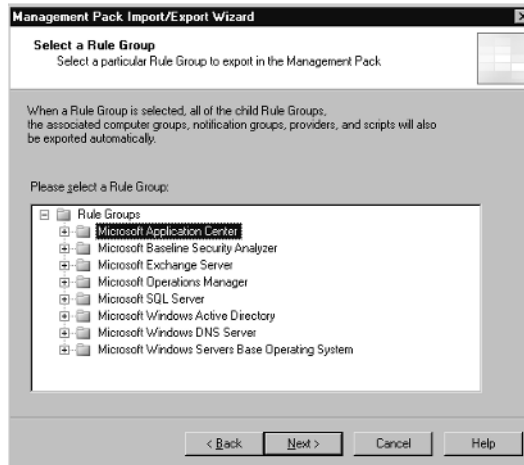 Management Pack Import/Export Wizard
Select a Rule Group
Select a particular Rule Group to export in the Management Pack
When a Rule Group is selected, all of the child Rule Groups,
the associated computer groups, notification groups, providers, and scripts will also
be exported automatically.
Please select a Rule Group:
Rule Groups
Microsoft Application Center
Microsoft Baseline Security Analyzer
Microsoft Exchange Server
Microsoft Operations Manager
Microsoft SQL Server
Microsoft Windows Active Directory
Microsoft Windows DNS Server
Microsoft Windows Servers Base Operating System
< Back Next > Cancel Help